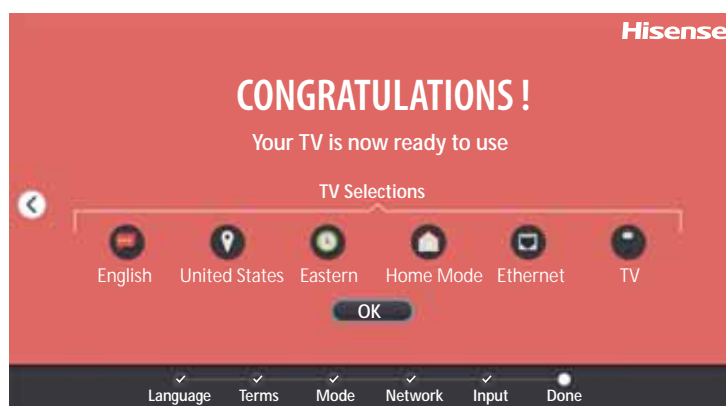 Hisense
CONGRATULATIONS !
Your TV is now ready to use
TV Selections
English United States Eastern Home Mode Ethernet TV
OK
Language Terms Mode Network Input Done